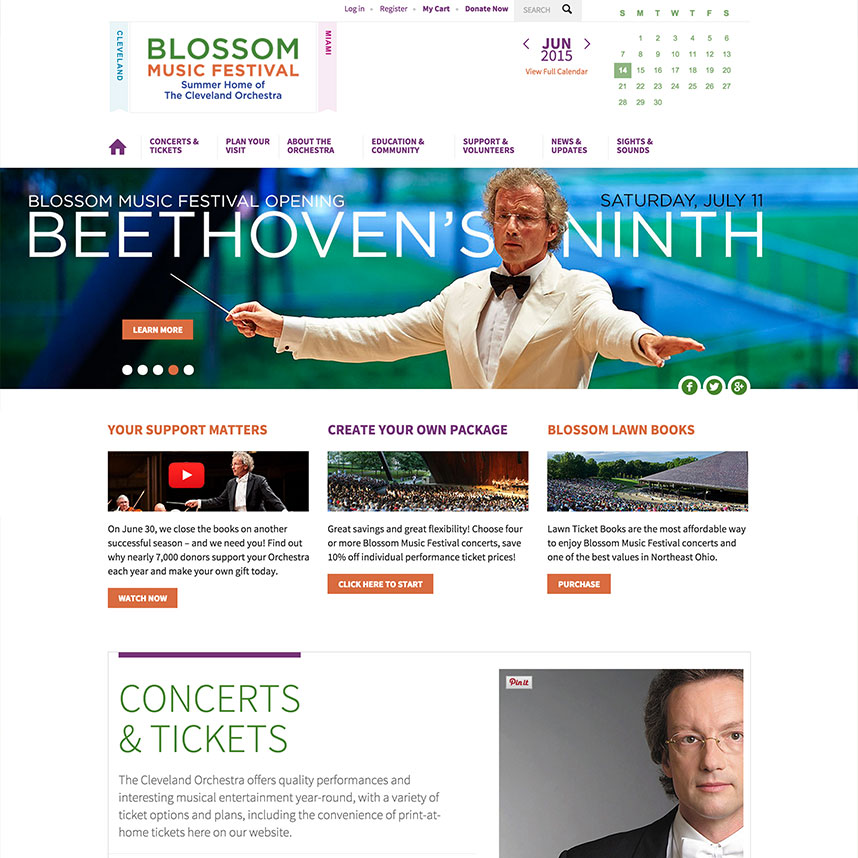 Log in • Register • My Cart • Donate Now SEARCH
CLEVELAND
BLOSSOM
MUSIC FESTIVAL
Summer Home of
The Cleveland Orchestra
MIAMI
JUN
2015
View Full Calendar
S M T W T F S
1 2 3 4 5 6
7 8 9 10 11 12 13
14 15 16 17 18 19 20
21 22 23 24 25 26 27
28 29 30
CONCERTS &
TICKETS
PLAN YOUR
VISIT
ABOUT THE
ORCHESTRA
EDUCATION &
COMMUNITY
SUPPORT &
VOLUNTEERS
NEWS &
UPDATES
SIGHTS &
SOUNDS
BLOSSOM MUSIC FESTIVAL OPENING
SATURDAY, JULY 11
BEETHOVEN'S NINTH
LEARN MORE
YOUR SUPPORT MATTERS
On June 30, we close the books on another
successful season – and we need you! Find out
why nearly 7,000 donors support your Orchestra
each year and make your own gift today.
WATCH NOW
CREATE YOUR OWN PACKAGE
Great savings and great flexibility! Choose four
or more Blossom Music Festival concerts, save
10% off individual performance ticket prices!
CLICK HERE TO START
BLOSSOM LAWN BOOKS
Lawn Ticket Books are the most affordable way
to enjoy Blossom Music Festival concerts and
one of the best values in Northeast Ohio.
PURCHASE
CONCERTS
& TICKETS
The Cleveland Orchestra offers quality performances and
interesting musical entertainment year-round, with a variety of
ticket options and plans, including the convenience of print-at-
home tickets here on our website.
Pin it